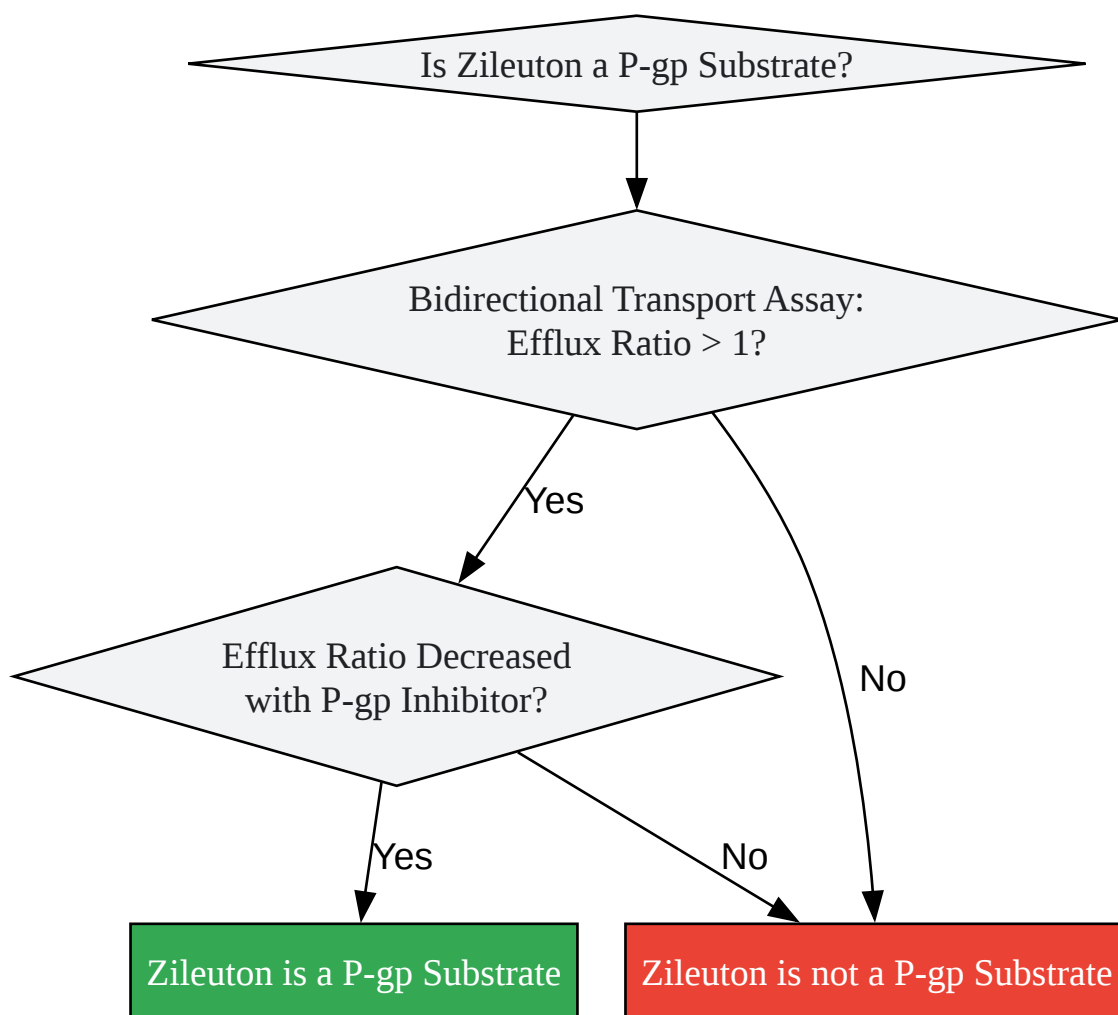 Is Zileuton a P-gp Substrate?
Bidirectional Transport Assay:
Efflux Ratio > 1?
Yes
Efflux Ratio Decreased
with P-gp Inhibitor?
No
Yes
No
Zileuton is a P-gp Substrate
Zileuton is not a P-gp Substrate